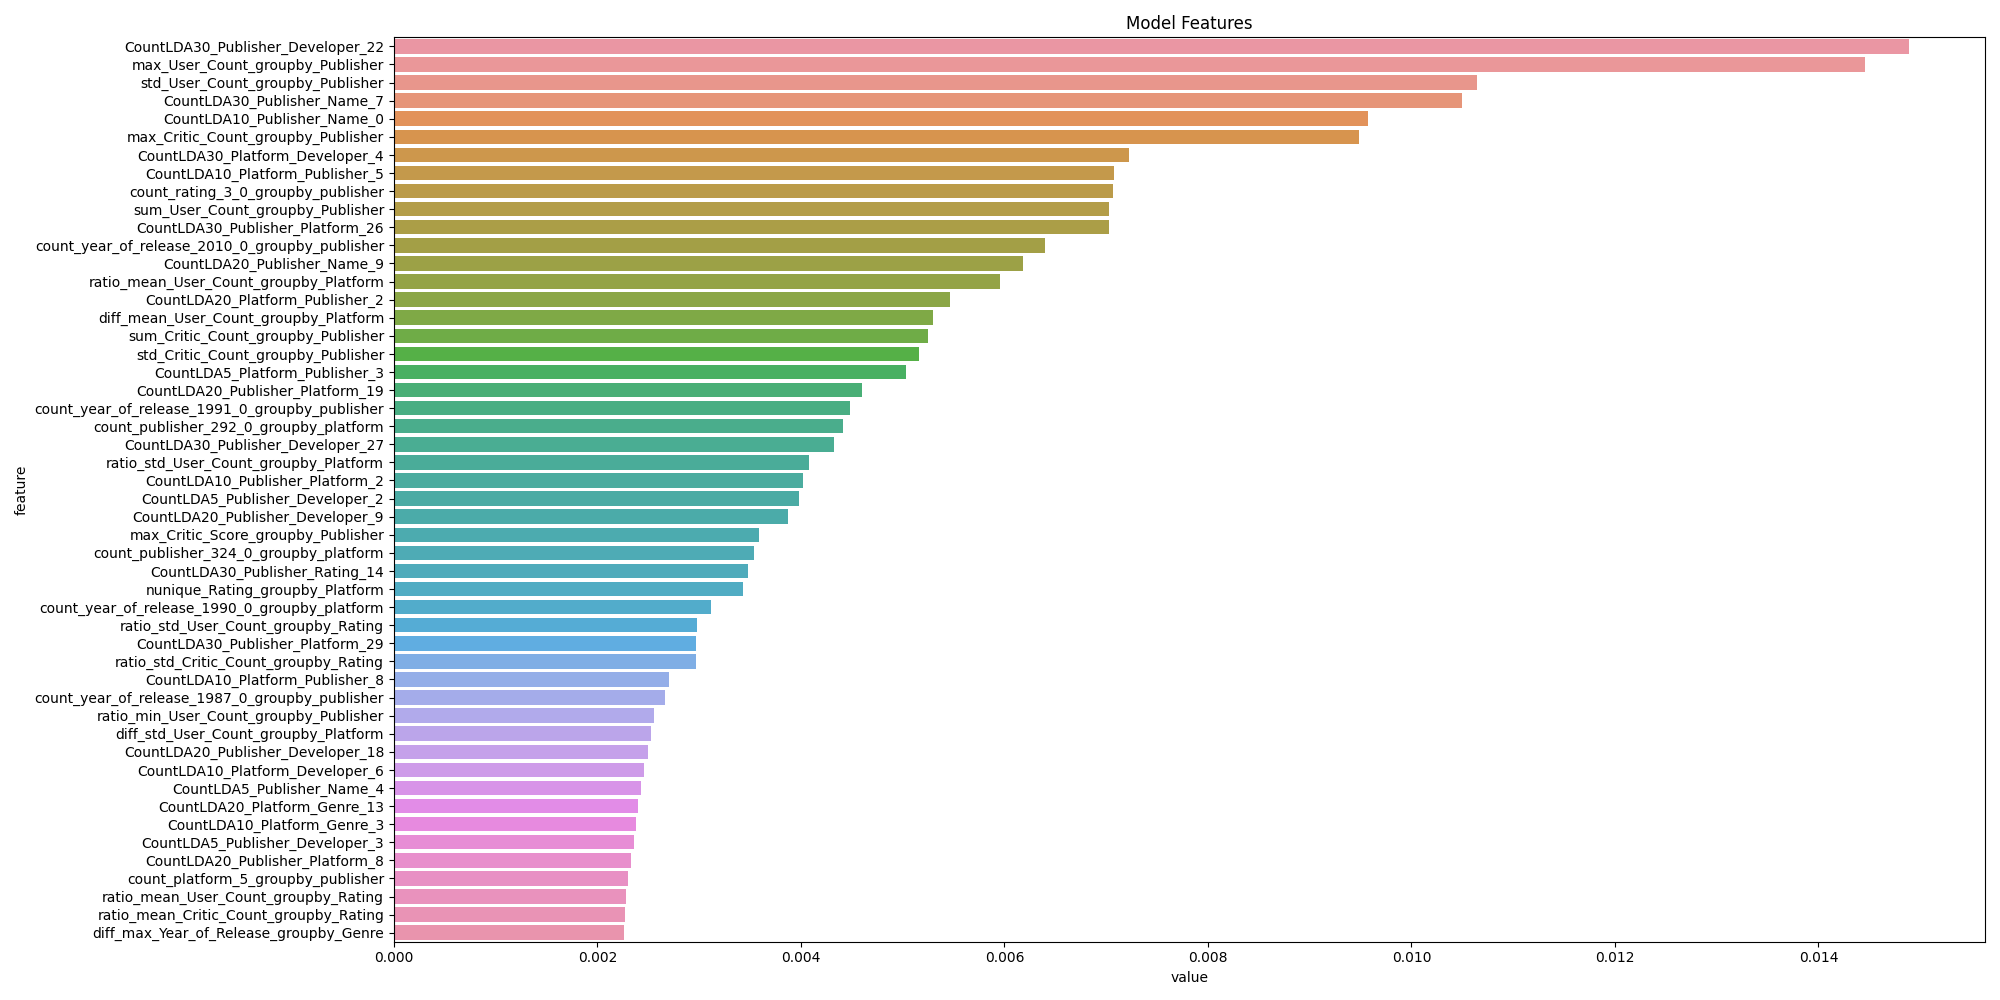 Model Features
CountLDA30_Publisher_Developer_22
max_User_Count_groupby_Publisher
std_User_Count_groupby_Publisher
CountLDA30_Publisher_Name_7
CountLDA10_Publisher_Name_0
max_Critic_Count_groupby_Publisher
CountLDA30_Platform_Developer_4
CountLDA10_Platform_Publisher_5
count_rating_3_0_groupby_publisher
sum_User_Count_groupby_Publisher
CountLDA30_Publisher_Platform_26
count_year_of_release_2010_0_groupby_publisher
CountLDA20_Publisher_Name_9
ratio_mean_User_Count_groupby_Platform
CountLDA20_Platform_Publisher_2
diff_mean_User_Count_groupby_Platform
sum_Critic_Count_groupby_Publisher
std_Critic_Count_groupby_Publisher
CountLDA5_Platform_Publisher_3
CountLDA20_Publisher_Platform_19
count_year_of_release_1991_0_groupby_publisher
count_publisher_292_0_groupby_platform
CountLDA30_Publisher_Developer_27
ratio_std_User_Count_groupby_Platform
CountLDA10_Publisher_Platform_2
CountLDA5_Publisher_Developer_2
CountLDA20_Publisher_Developer_9
max_Critic_Score_groupby_Publisher
count_publisher_324_0_groupby_platform
CountLDA30_Publisher_Rating_14
nunique_Rating_groupby_Platform
count_year_of_release_1990_0_groupby_platform
ratio_std_User_Count_groupby_Rating
CountLDA30_Publisher_Platform_29
ratio_std_Critic_Count_groupby_Rating
CountLDA10_Platform_Publisher_8
count_year_of_release_1987_0_groupby_publisher
ratio_min_User_Count_groupby_Publisher
diff_std_User_Count_groupby_Platform
CountLDA20_Publisher_Developer_18
CountLDA10_Platform_Developer_6
CountLDA5_Publisher_Name_4
CountLDA20_Platform_Genre_13
CountLDA10_Platform_Genre_3
CountLDA5_Publisher_Developer_3
CountLDA20_Publisher_Platform_8
count_platform_5_groupby_publisher
ratio_mean_User_Count_groupby_Rating
ratio_mean_Critic_Count_groupby_Rating
diff_max_Year_of_Release_groupby_Genre
feature
0.000 0.002 0.004 0.006 0.008 0.010 0.012 0.014
value